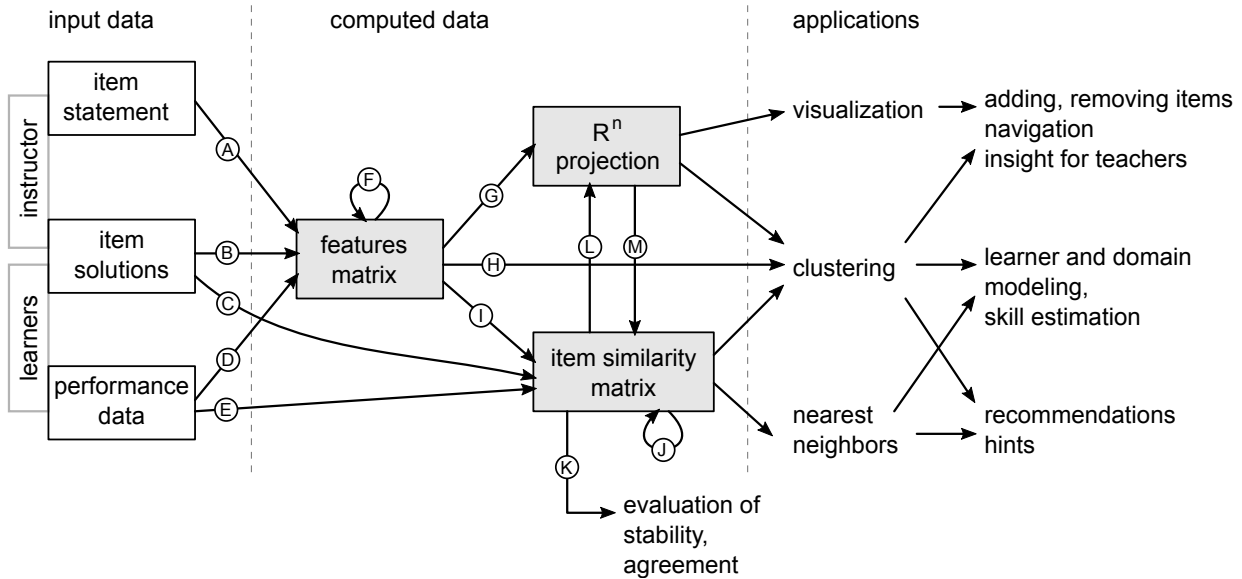 input data
computed data
applications
instructor
learners
item
statement
item
solutions
performance
data
A
B
C
D
E
F
features
matrix
G
H
I
R^n
projection
L
M
item similarity
matrix
J
K
evaluation of
stability,
agreement
visualization
clustering
nearest
neighbors
adding, removing items
navigation
insight for teachers
learner and domain
modeling,
skill estimation
recommendations
hints